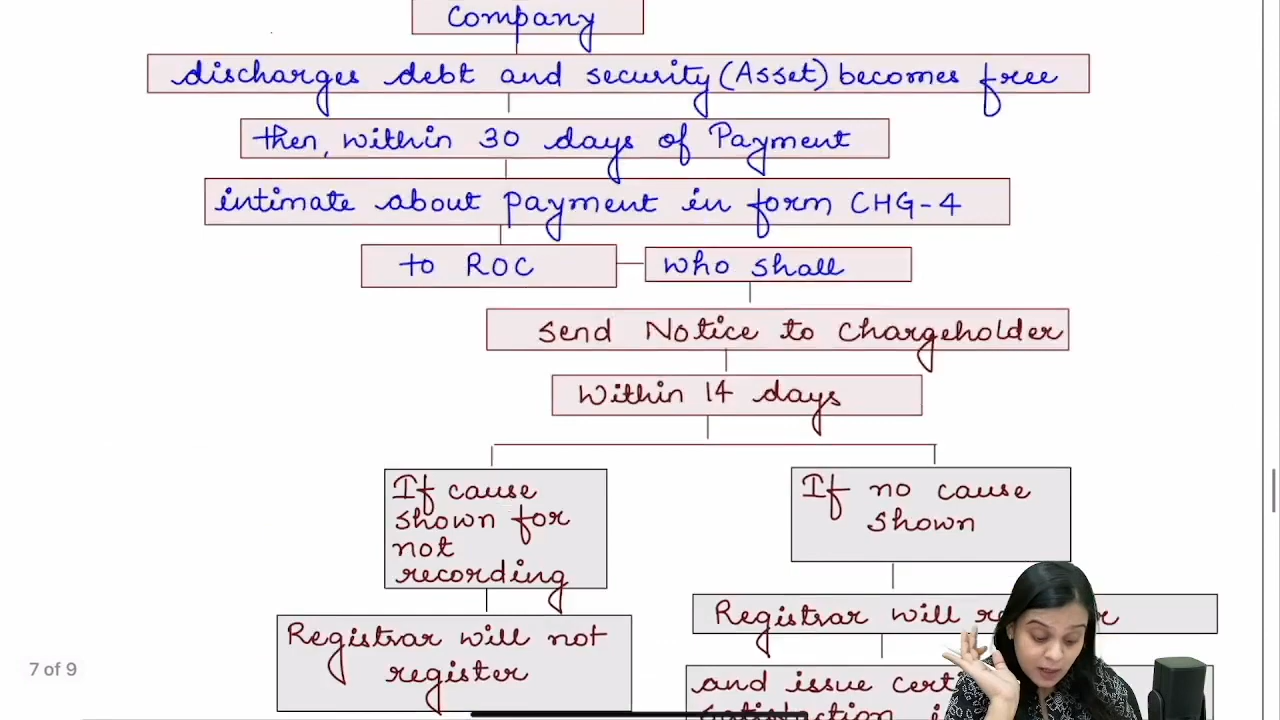 Company
discharges debt and security (Asset) becomes free
then, within 30 days of Payment
intimate about payment in form CHG-4
to ROC
who shall
send Notice to Chargeholder
Within 14 days
If cause
shown for
not
recording
If no cause
shown
Registrar will not
register
Registrar will
and issue
7 of 9